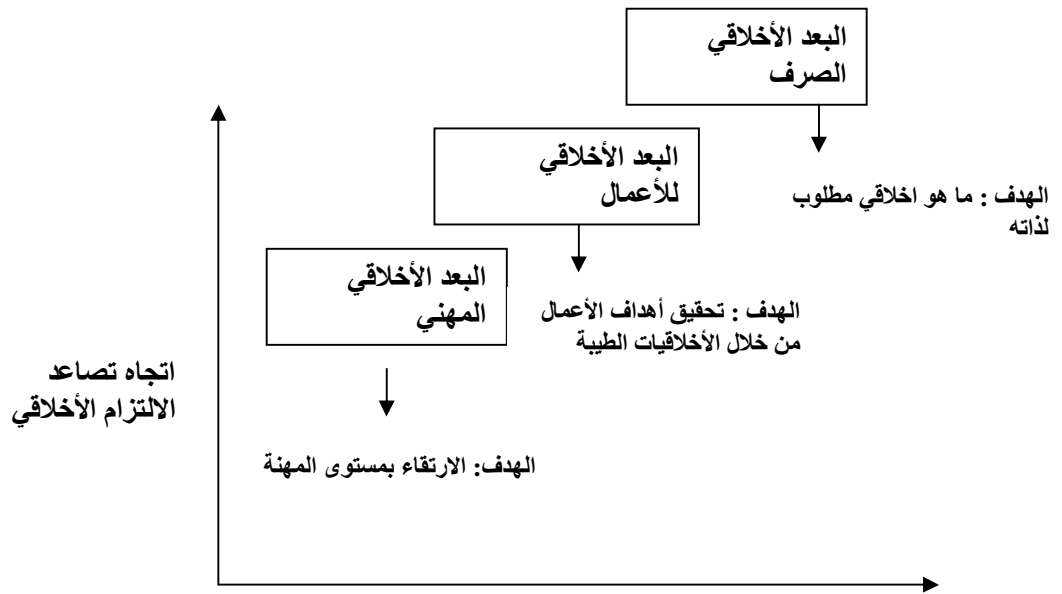 البعد الأخلاقي
الصرف
البعد الأخلاقي
للأعمال
الهدف : ما هو اخلاقي مطلوب
لذاته
البعد الأخلاقي
المهني
الهدف : تحقيق أهداف الأعمال
من خلال الأخلاقيات الطيبة
اتجاه تصاعد
الالتزام الأخلاقي
الهدف: الارتقاء بمستوى المهنة